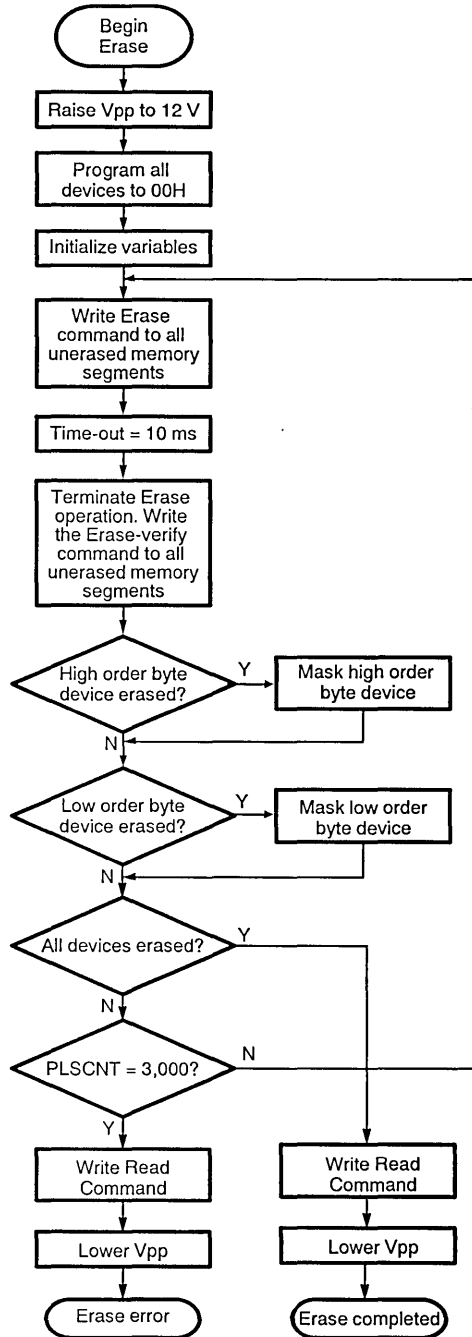 Begin
Erase
Raise Vpp to 12 V
Program all
devices to 00H
Initialize variables
Write Erase
command to all
unerased memory
segments
Time-out = 10 ms
Terminate Erase
operation. Write
the Erase-verify
command to all
unerased memory
segments
High order byte
device erased?
Y
Mask high order
byte device
N
Low order byte
device erased?
Y
Mask low order
byte device
N
All devices erased?
Y
N
PLSCNT = 3,000?
N
Y
Write Read
Command
Write Read
Command
Lower Vpp
Lower Vpp
Erase error
Erase completed